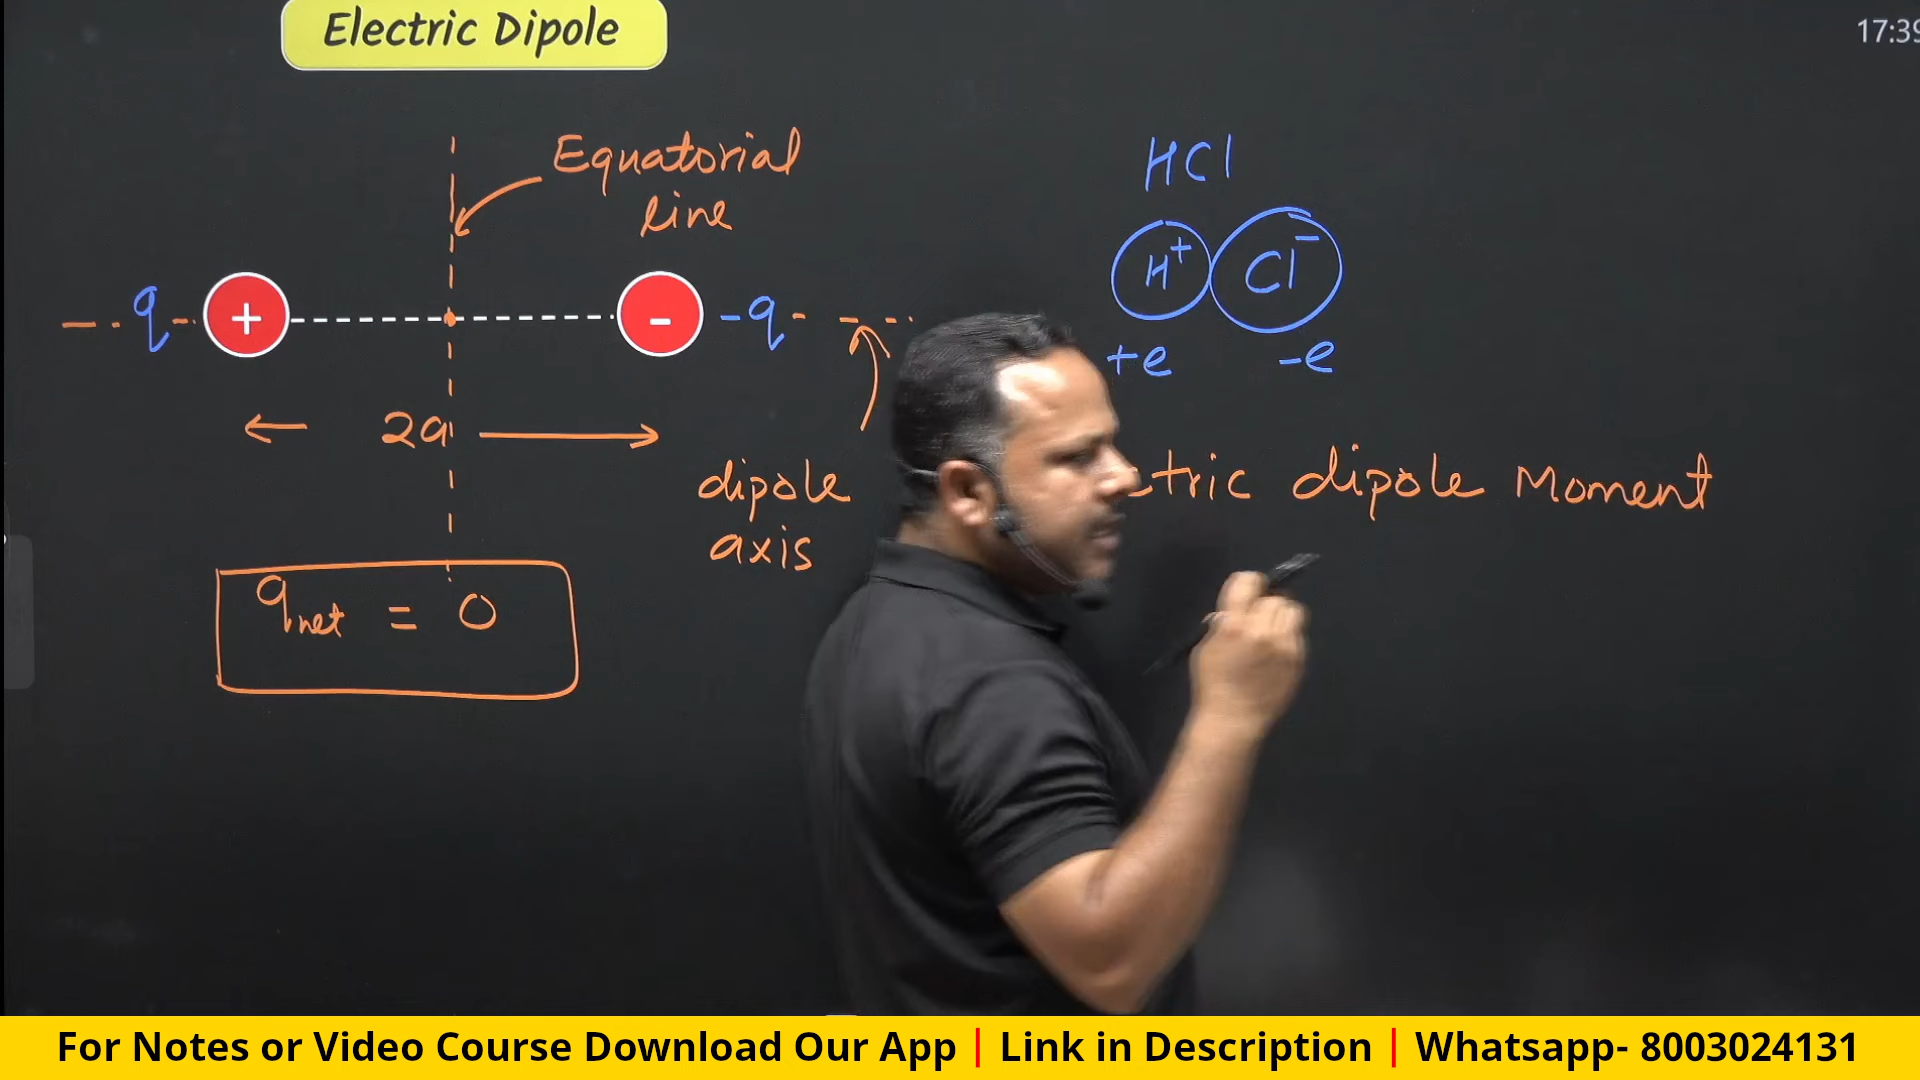 Electric Dipole
17:39
Equatorial
line
HCl
q + - -q
H+ Cl-
+e -e
2a
dipole
axis
dipole Moment
qnet = 0
For Notes or Video Course Download Our App | Link in Description | Whatsapp- 8003024131